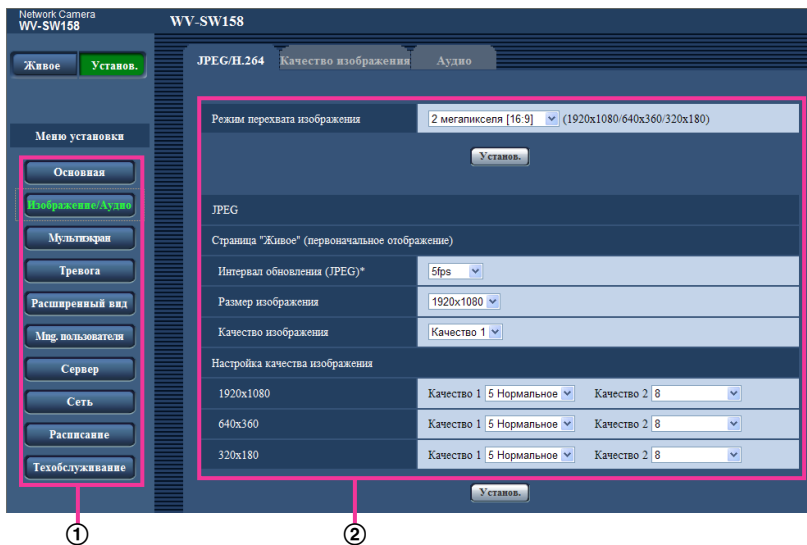 Network Camera
WV-SW158
WV-SW158
Живое Установ.
JPEG/H.264 Качество изображения Аудио
Меню установки
Основная
Изображение/Аудио
Мультиэкран
Тревога
Расширенный вид
Mng. пользователя
Сервер
Сеть
Расписание
Техобслуживание
Режим перехвата изображения 2 мегапикселя [16:9] (1920x1080/640x360/320x180)
Установ.
JPEG
Страница "Живое" (первоначальное отображение)
Интервал обновления (JPEG)* 5fps
Размер изображения 1920x1080
Качество изображения Качество 1
Настройка качества изображения
1920x1080 Качество 1 5 Нормальное Качество 2 8
640x360 Качество 1 5 Нормальное Качество 2 8
320x180 Качество 1 5 Нормальное Качество 2 8
Установ.
① ②